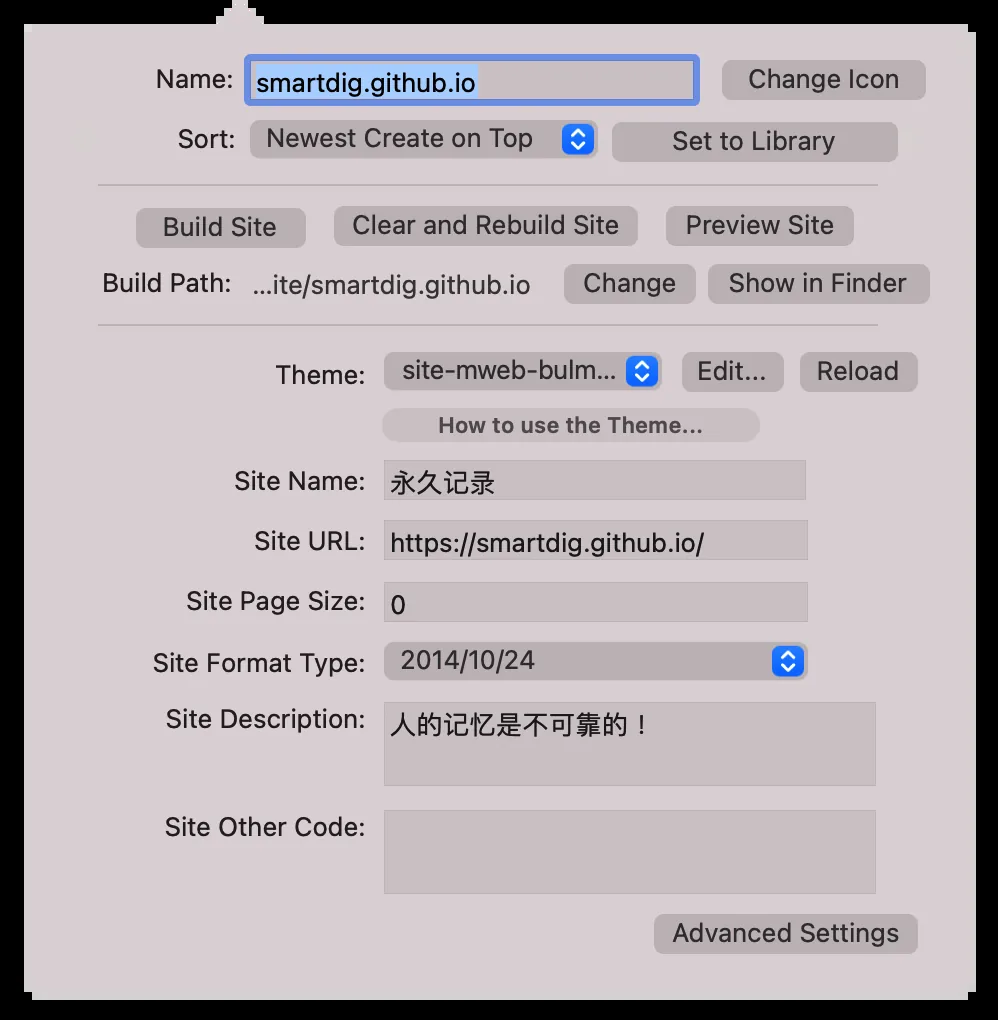 Name: smartdig.github.io Change Icon
Sort: Newest Create on Top Set to Library
Build Site Clear and Rebuild Site Preview Site
Build Path: ...ite/smartdig.github.io Change Show in Finder
Theme: site-mweb-bulm... Edit... Reload
How to use the Theme...
Site Name: 永久记录
Site URL: https://smartdig.github.io/
Site Page Size: 0
Site Format Type: 2014/10/24
Site Description: 人的记忆是不可靠的！
Site Other Code:
Advanced Settings